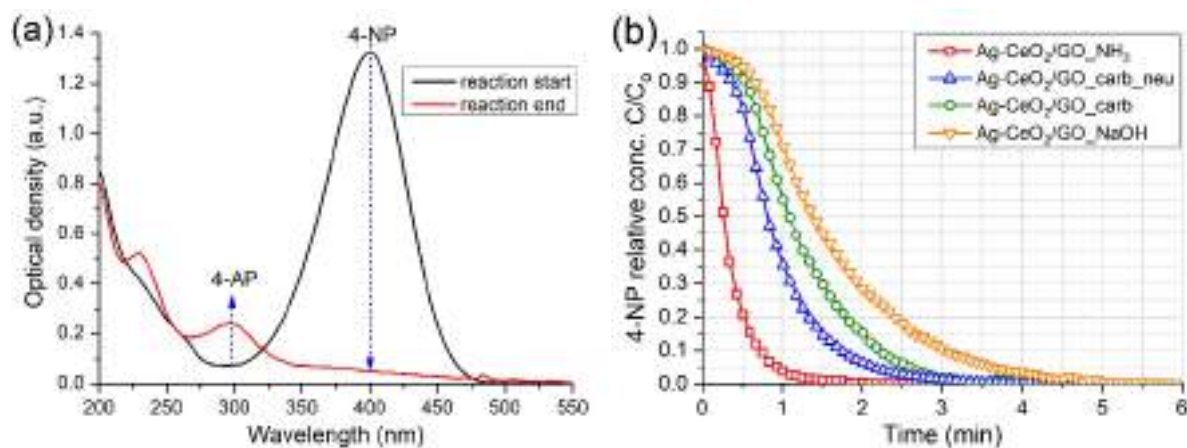 (a)
4-NP
reaction start
reaction end
4-AP
Optical density (a.u.)
1.4
1.2
1.0
0.8
0.6
0.4
0.2
0.0
200 250 300 350 400 450 500 550
Wavelength (nm)
(b)
Ag-CeO₂/GO_NH₃
Ag-CeO₂/GO_carb_neu
Ag-CeO₂/GO_carb
Ag-CeO₂/GO_NaOH
4-NP relative conc. C/C₀
1.0
0.9
0.8
0.7
0.6
0.5
0.4
0.3
0.2
0.1
0.0
0 1 2 3 4 5 6
Time (min)